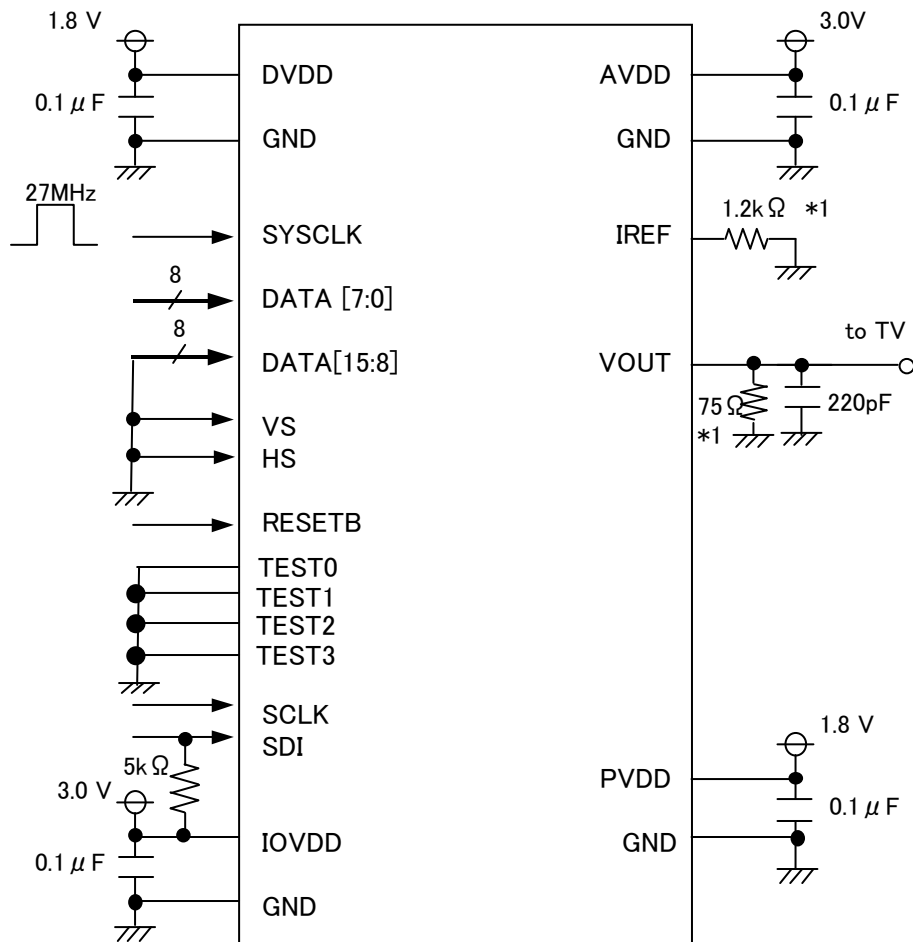 1.8 V
3.0V
DVDD
AVDD
0.1 μ F
0.1 μ F
GND
GND
27MHz
1.2k Ω *1
SYSCLK
IREF
8
DATA [7:0]
8
to TV
DATA[15:8]
VOUT
75 Ω
220pF
*1
VS
HS
RESETB
TEST0
TEST1
TEST2
TEST3
SCLK
SDI
1.8 V
5k Ω
PVDD
3.0 V
0.1 μ F
IOVDD
GND
0.1 μ F
GND